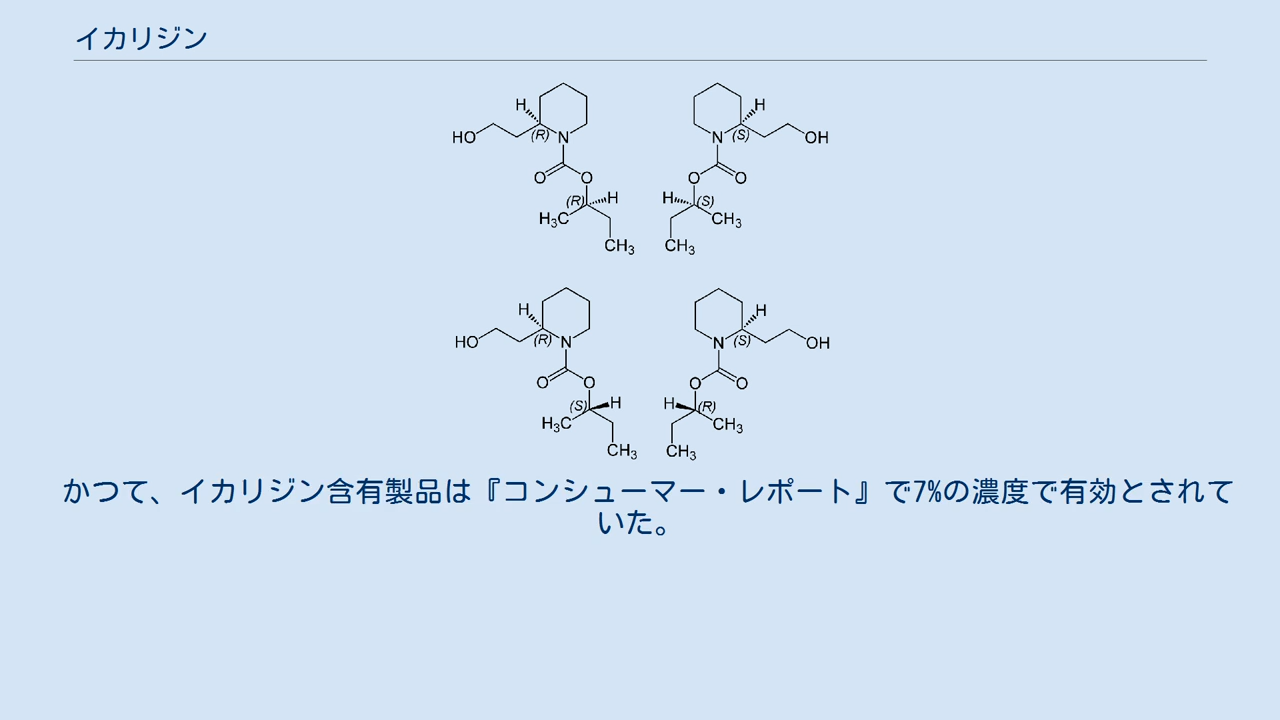 イカリジン
H
H
HO
(R)
N
N
(S)
OH
O
O
O
O
(R)
H
H
(S)
H₃C
CH₃
CH₃
CH₃
H
H
HO
(R)
N
N
(S)
OH
O
O
O
O
(S)
H
H
(R)
H₃C
CH₃
CH₃
CH₃
かつて、イカリジン含有製品は『コンシューマー・レポート』で7%の濃度で有効とされて
いた。